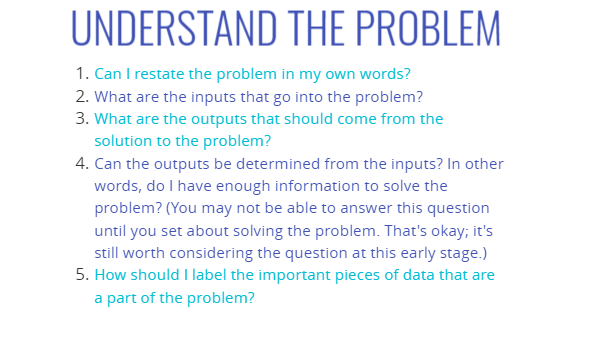 UNDERSTAND THE PROBLEM
1. Can I restate the problem in my own words?
2. What are the inputs that go into the problem?
3. What are the outputs that should come from the
solution to the problem?
4. Can the outputs be determined from the inputs? In other
words, do I have enough information to solve the
problem? (You may not be able to answer this question
until you set about solving the problem. That's okay; it's
still worth considering the question at this early stage.)
5. How should I label the important pieces of data that are
a part of the problem?